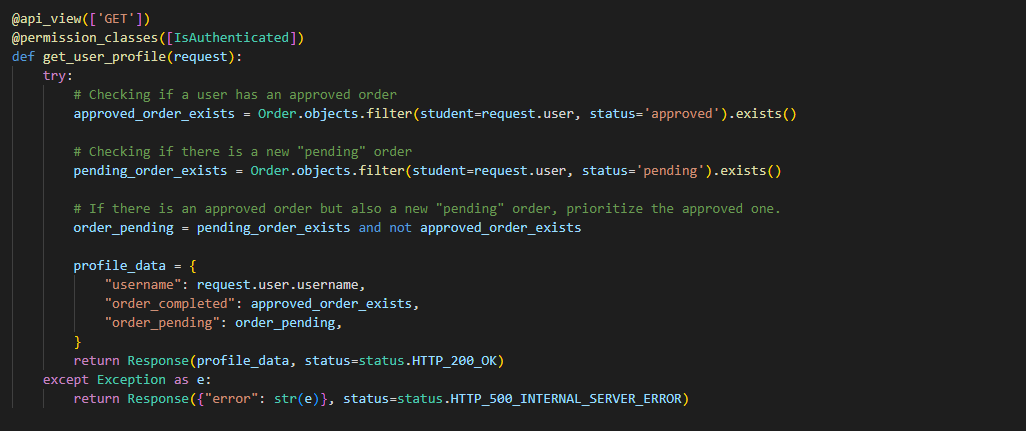 @api_view(['GET'])
@permission_classes([IsAuthenticated])
def get_user_profile(request):
    try:
        # Checking if a user has an approved order
        approved_order_exists = Order.objects.filter(student=request.user, status='approved').exists()

        # Checking if there is a new "pending" order
        pending_order_exists = Order.objects.filter(student=request.user, status='pending').exists()

        # If there is an approved order but also a new "pending" order, prioritize the approved one.
        order_pending = pending_order_exists and not approved_order_exists

        profile_data = {
            "username": request.user.username,
            "order_completed": approved_order_exists,
            "order_pending": order_pending,
        }
        return Response(profile_data, status=status.HTTP_200_OK)
    except Exception as e:
        return Response({"error": str(e)}, status=status.HTTP_500_INTERNAL_SERVER_ERROR)